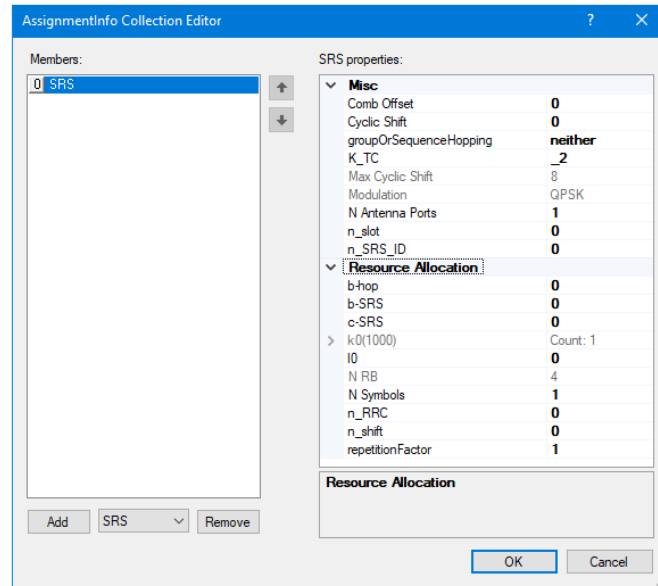 AssignmentInfo Collection Editor ? ✕
Members: SRS properties:
0 SRS
Misc
Comb Offset 0
Cyclic Shift 0
groupOrSequenceHopping neither
K_TC _2
Max Cyclic Shift 8
Modulation QPSK
N Antenna Ports 1
n_slot 0
n_SRS_ID 0
Resource Allocation
b-hop 0
b-SRS 0
c-SRS 0
k0(1000) Count: 1
l0 0
N RB 4
N Symbols 1
n_RRC 0
n_shift 0
repetitionFactor 1
Resource Allocation
Add SRS Remove
OK Cancel